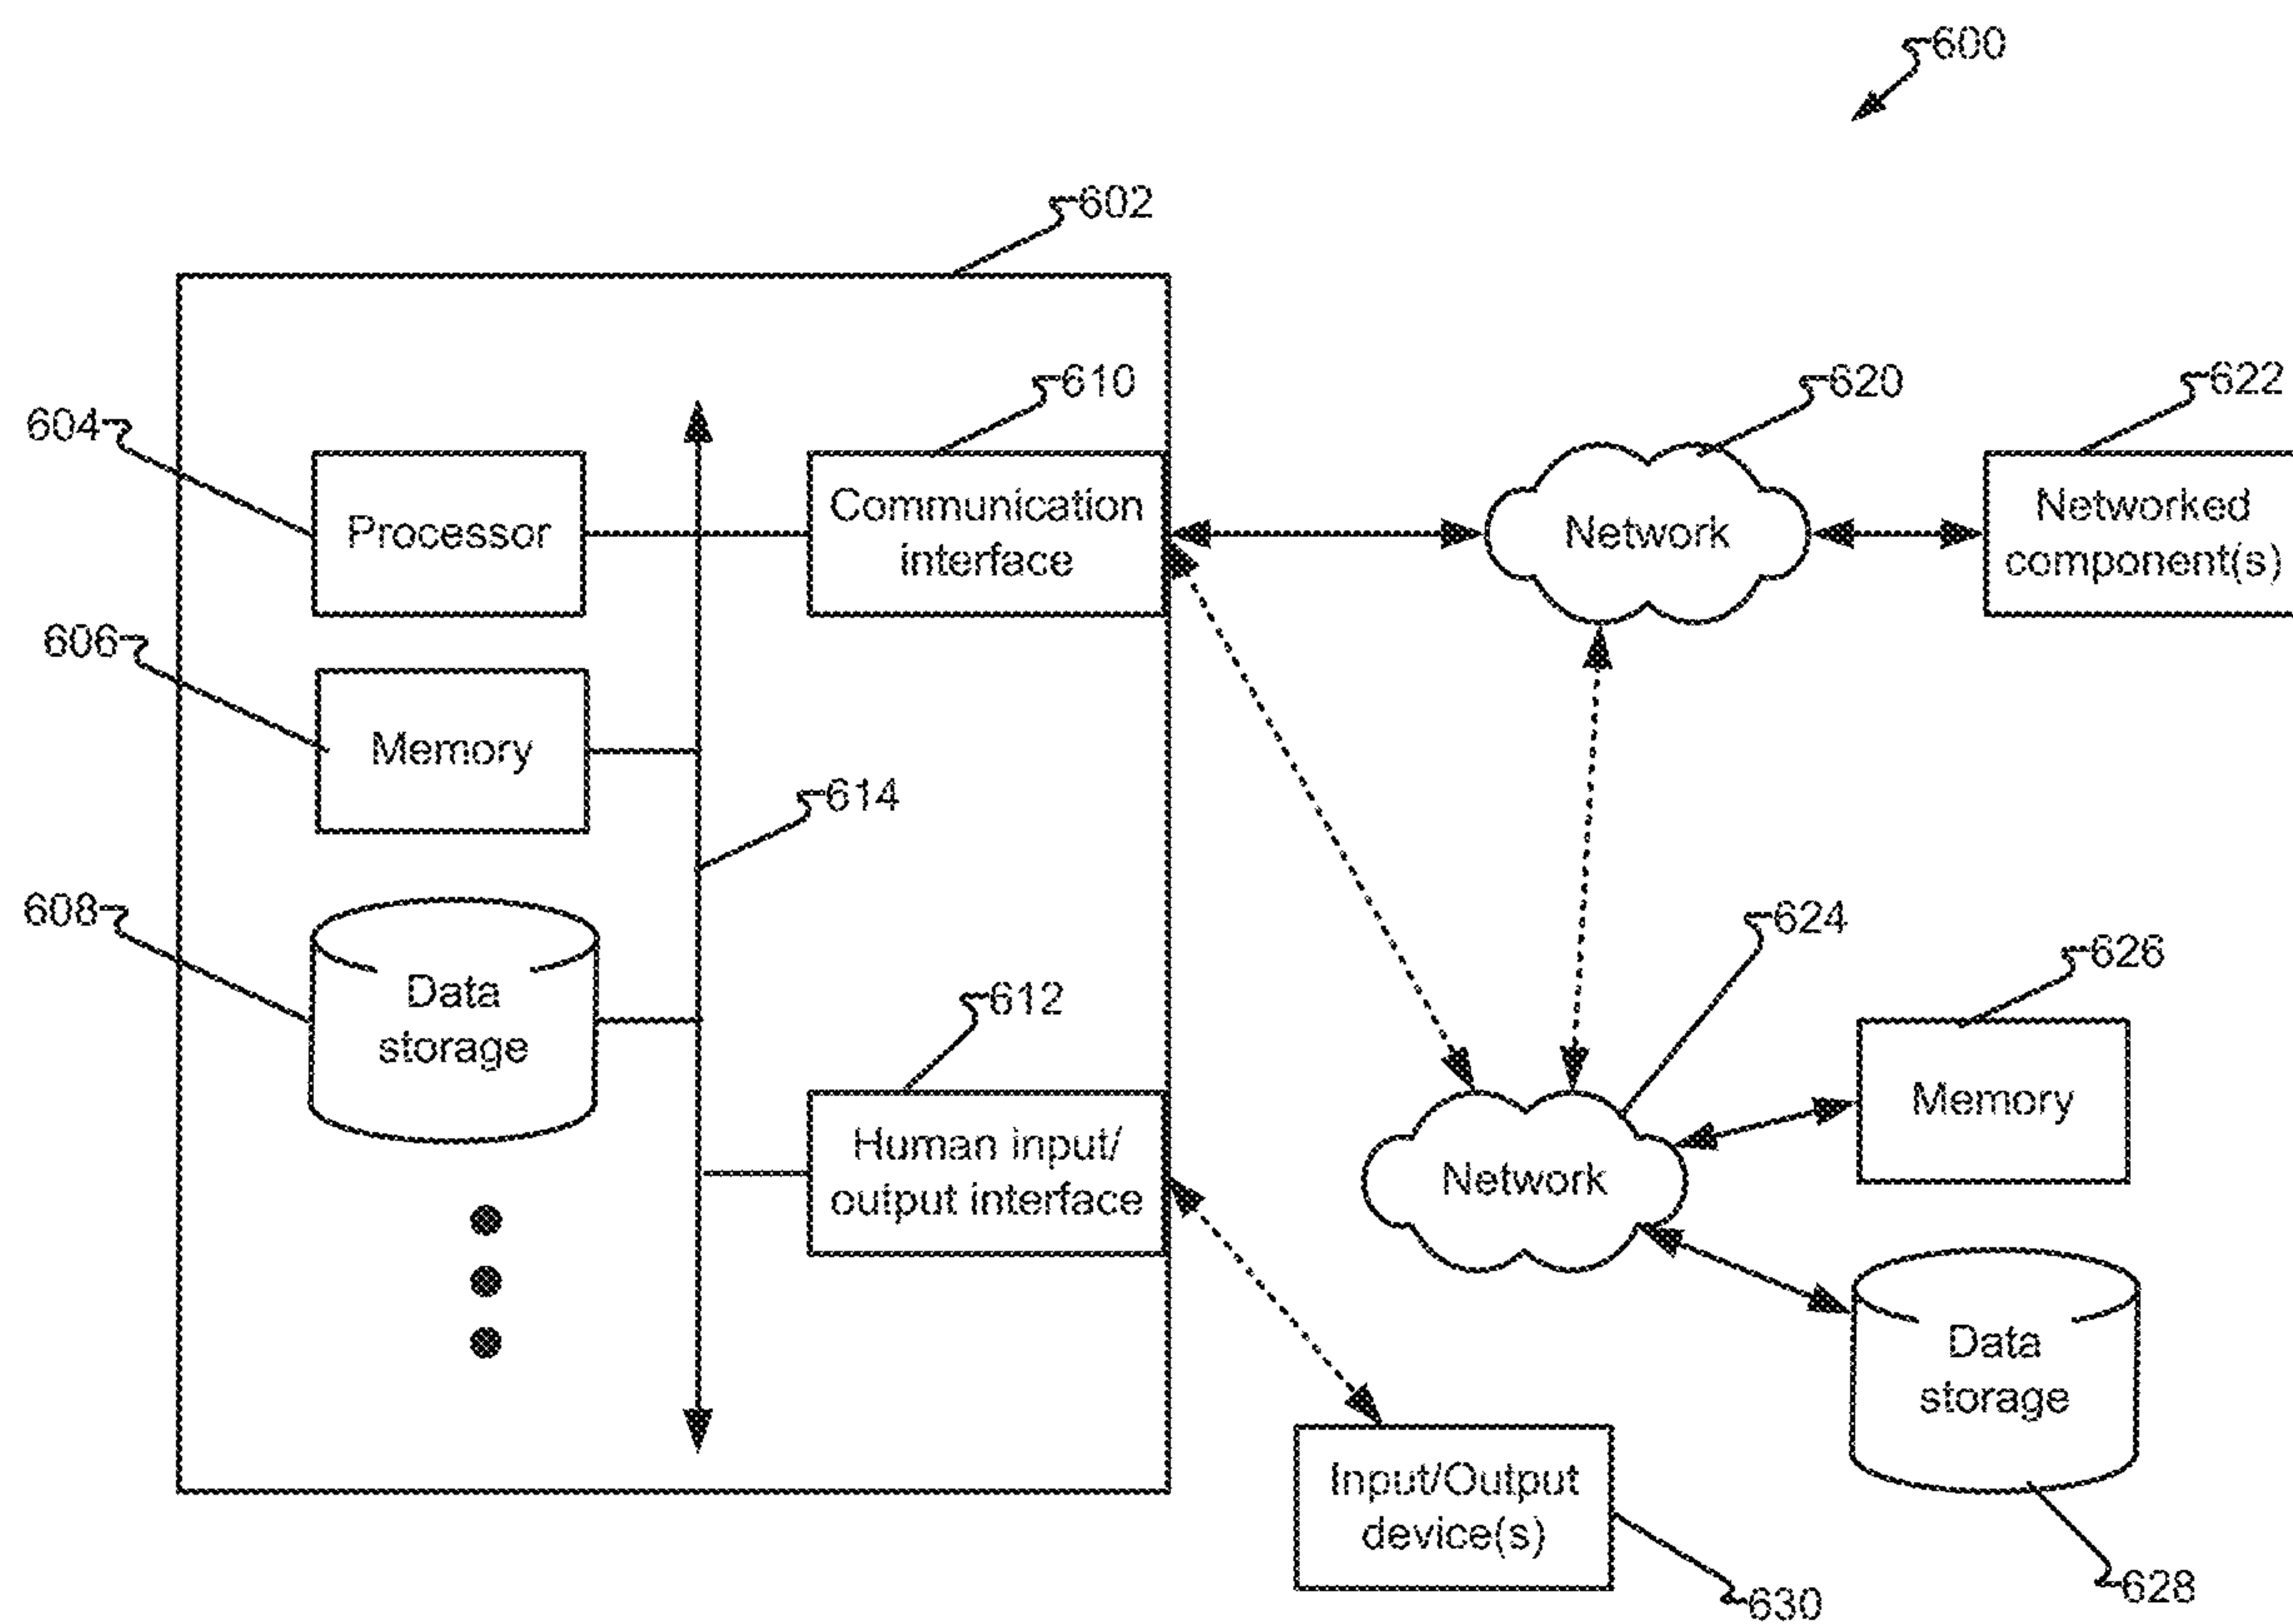 600
602
610
620
622
604
Processor
Communication
interface
Network
Networked
component(s)
606
Memory
614
608
Data
storage
612
624
626
Human input/
output interface
Network
Memory
Data
storage
Input/Output
device(s)
630
628